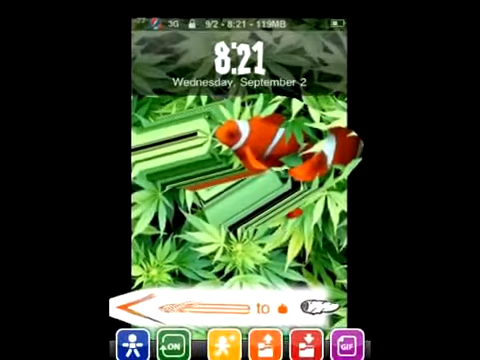 3G 9/2 - 8:21 - 119MB
8:21
Wednesday, September 2
to
ON
GIF